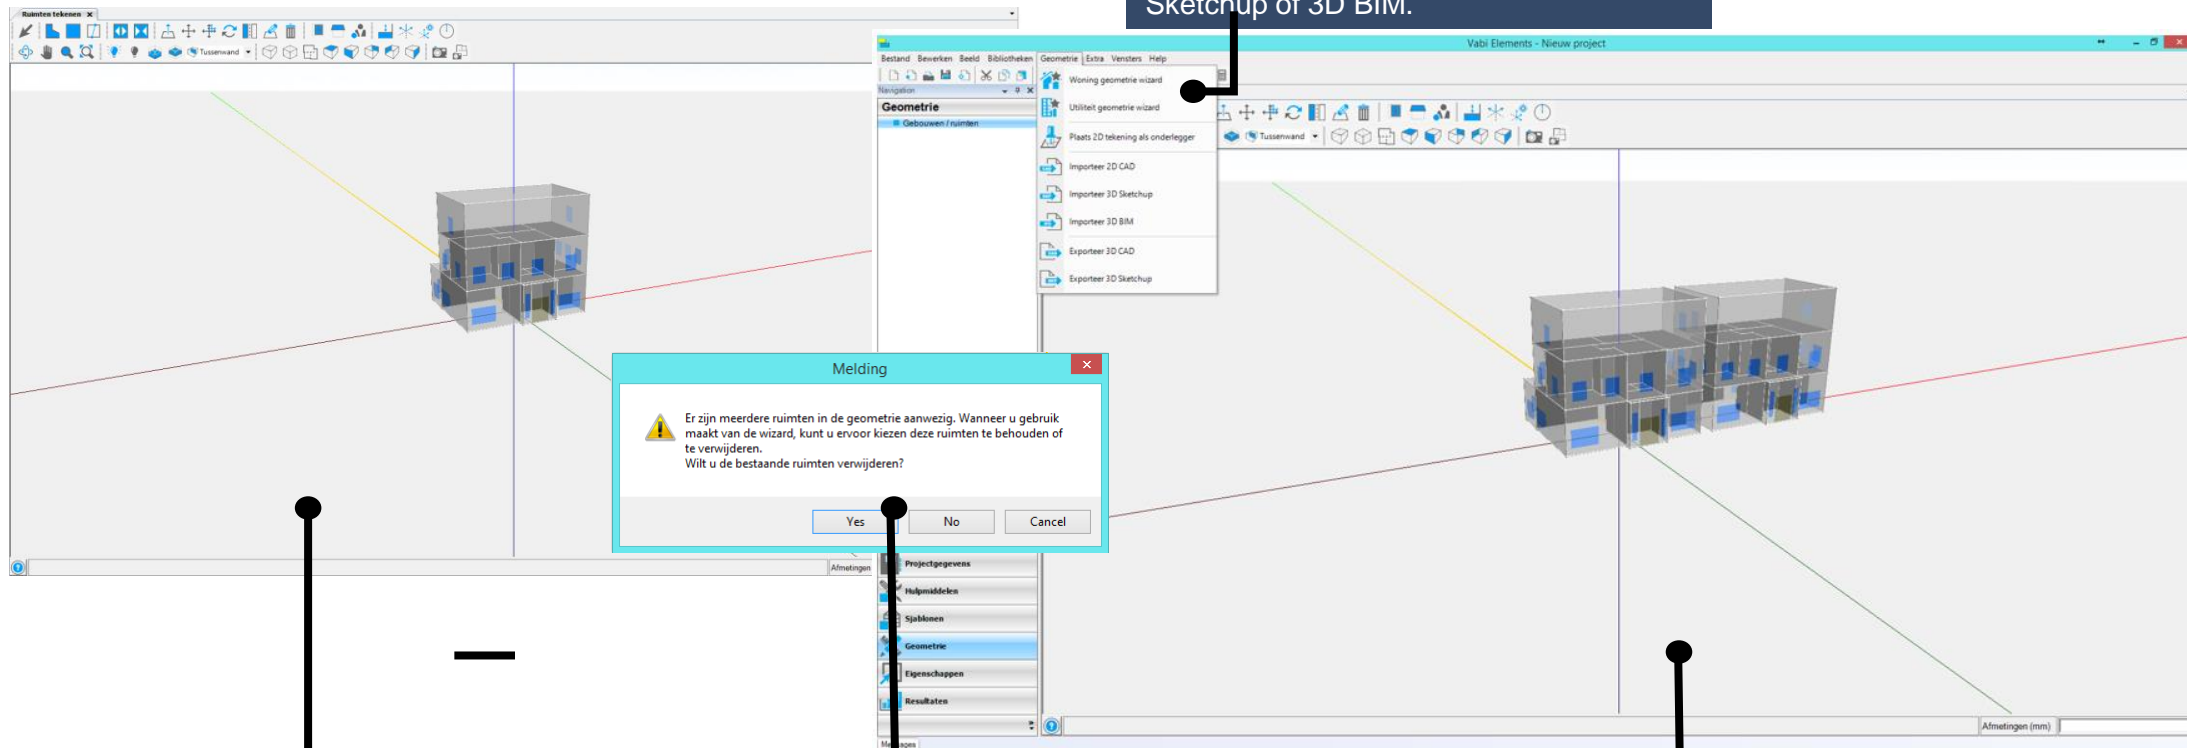 Sketchup of 3D BIM.
Ruimten tekenen
Tussenwand
Vabi Elements - Nieuw project
Bestand Bewerken Beeld Bibliotheken Geometrie Extra Vensters Help
Navigation
Geometrie
Gebouwen / ruimten
Woning geometrie wizard
Utiliteit geometrie wizard
Plaats 2D tekening als onderlegger
Importeer 2D CAD
Importeer 3D Sketchup
Importeer 3D BIM
Exporteer 3D CAD
Exporteer 3D Sketchup
Tussenwand
Melding
Er zijn meerdere ruimten in de geometrie aanwezig. Wanneer u gebruik
maakt van de wizard, kunt u ervoor kiezen deze ruimten te behouden of
te verwijderen.
Wilt u de bestaande ruimten verwijderen?
Yes No Cancel
Afmetingen
Projectgegevens
Hulpmiddelen
Sjablonen
Geometrie
Eigenschappen
Resultaten
Afmetingen (mm)